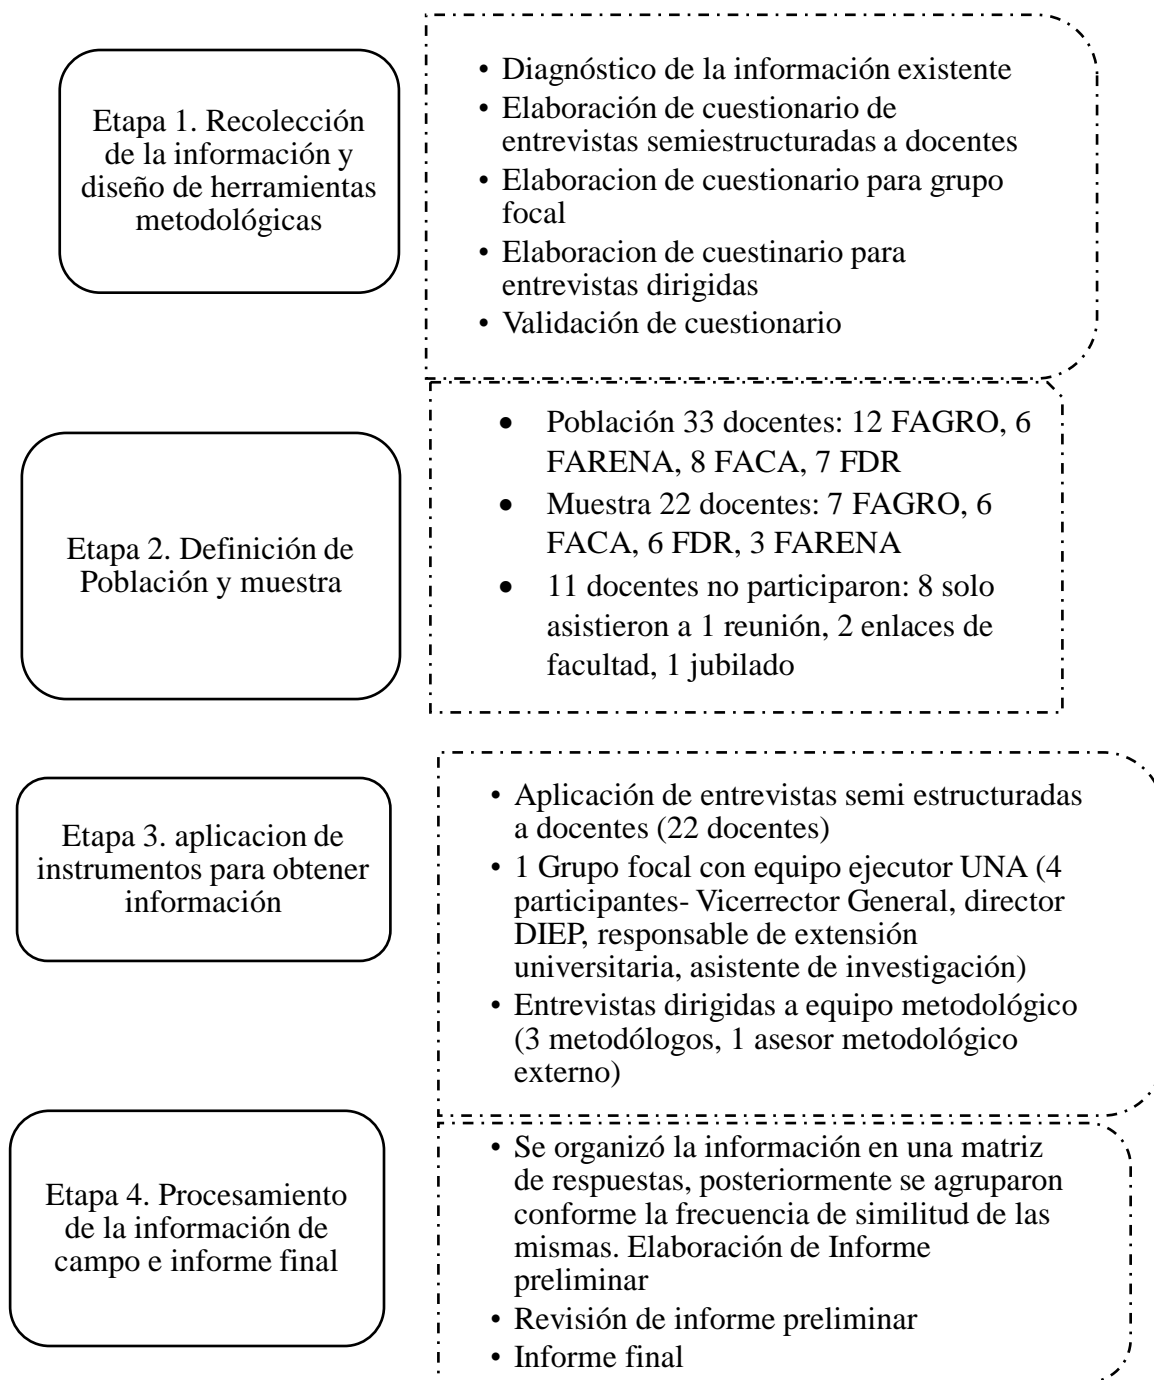 Etapa 1. Recolección
de la información y
diseño de herramientas
metodológicas
• Diagnóstico de la información existente
• Elaboración de cuestionario de
entrevistas semiestructuradas a docentes
• Elaboracion de cuestionario para grupo
focal
• Elaboracion de cuestinario para
entrevistas dirigidas
• Validación de cuestionario
Etapa 2. Definición de
Población y muestra
• Población 33 docentes: 12 FAGRO, 6
FARENA, 8 FACA, 7 FDR
• Muestra 22 docentes: 7 FAGRO, 6
FACA, 6 FDR, 3 FARENA
• 11 docentes no participaron: 8 solo
asistieron a 1 reunión, 2 enlaces de
facultad, 1 jubilado
Etapa 3. aplicacion de
instrumentos para obtener
información
• Aplicación de entrevistas semi estructuradas
a docentes (22 docentes)
• 1 Grupo focal con equipo ejecutor UNA (4
participantes- Vicerrector General, director
DIEP, responsable de extensión
universitaria, asistente de investigación)
• Entrevistas dirigidas a equipo metodológico
(3 metodólogos, 1 asesor metodológico
externo)
Etapa 4. Procesamiento
de la información de
campo e informe final
• Se organizó la información en una matriz
de respuestas, posteriormente se agruparon
conforme la frecuencia de similitud de las
mismas. Elaboración de Informe
preliminar
• Revisión de informe preliminar
• Informe final